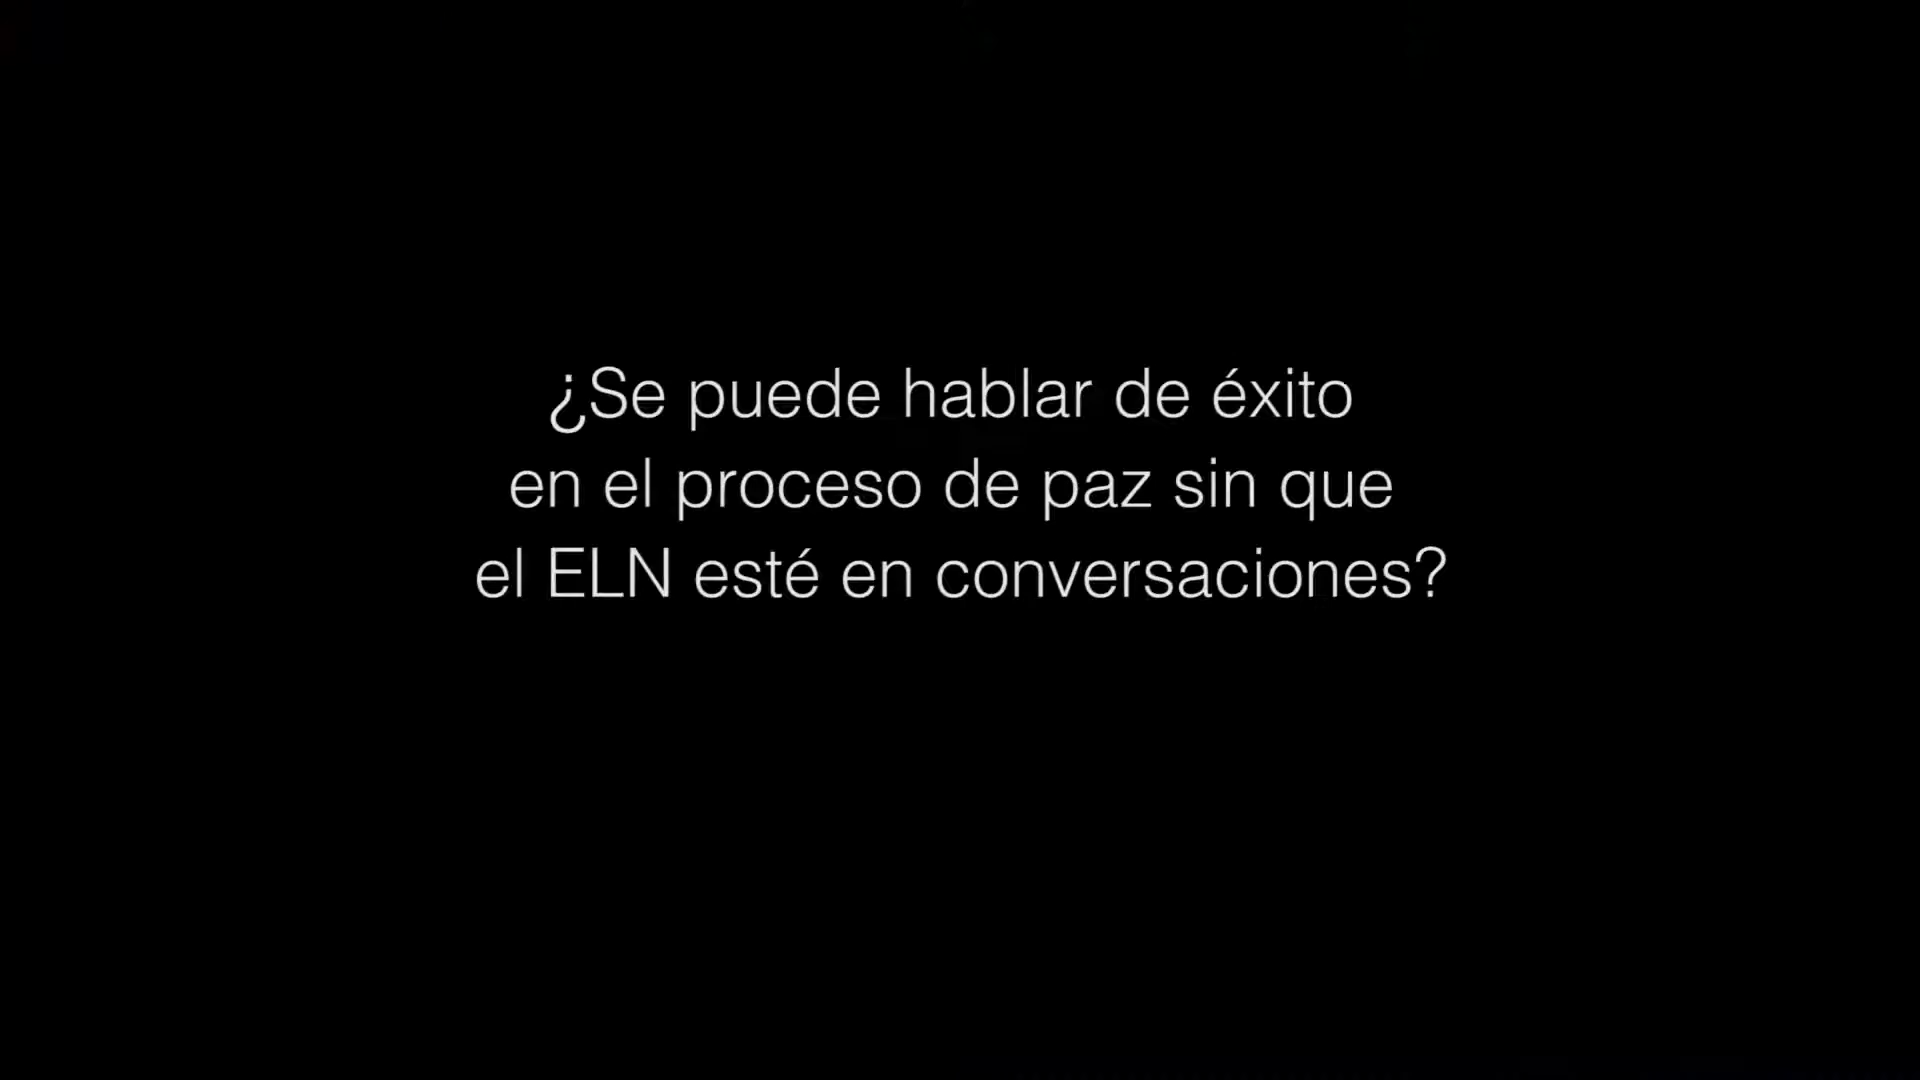 ¿Se puede hablar de éxito
en el proceso de paz sin que
el ELN esté en conversaciones?